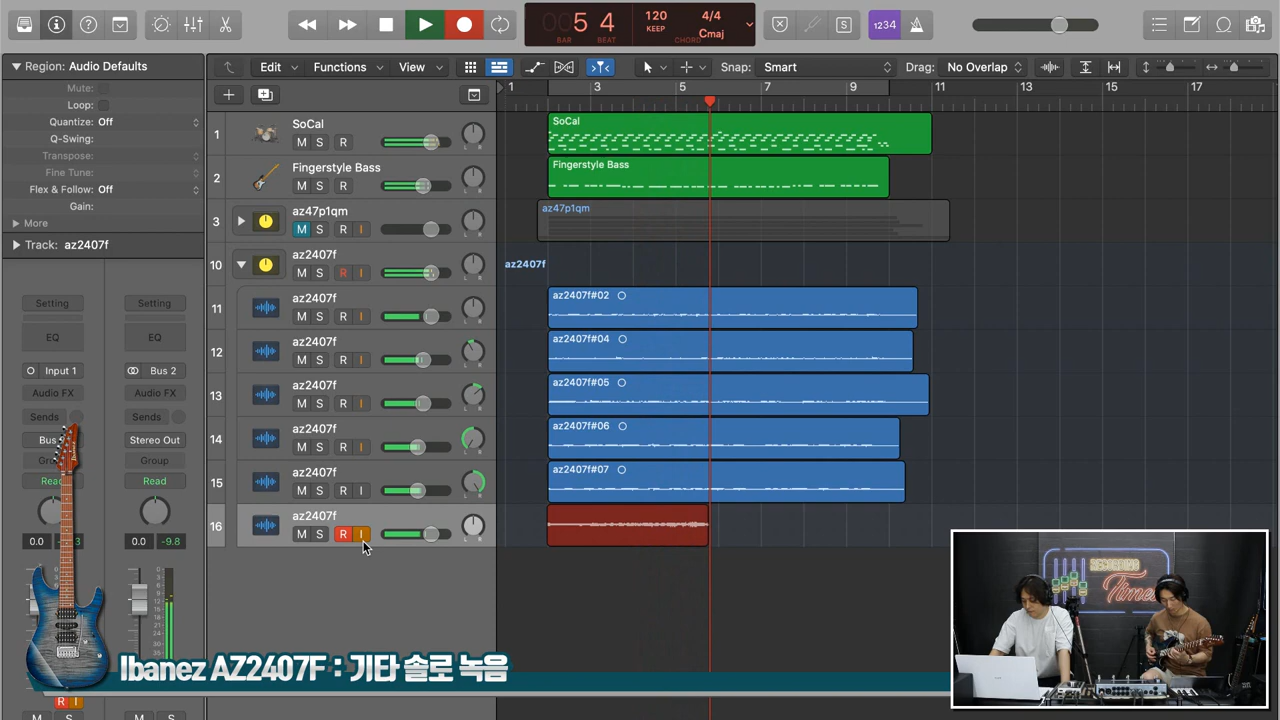 5 4
BAR BEAT
120
KEEP
4/4
Cmaj
CHORD
1234
Region: Audio Defaults
Mute:
Loop:
Quantize: Off
Q-Swing:
Transpose:
Fine Tune:
Flex & Follow: Off
Gain:
More
Track: az2407f
Edit Functions View Snap: Smart Drag: No Overlap
1 3 5 7 9 11 13 15 17
1 SoCal
M S R
SoCal
2 Fingerstyle Bass
M S R
Fingerstyle Bass
3 az47p1qm
M S R I
az47p1qm
10 az2407f
M S R I
az2407f
11 az2407f
M S R I
az2407f#02
12 az2407f
M S R I
az2407f#04
13 az2407f
M S R I
az2407f#05
14 az2407f
M S R I
az2407f#06
15 az2407f
M S R I
az2407f#07
16 az2407f
M S R I
Setting Setting
EQ EQ
Input 1 Bus 2
Audio FX Audio FX
Sends Sends
Stereo Out
Group
Read Read
0.0 0.0 -9.8
RECORDING
Times
Ibanez AZ2407F : 기타 솔로 녹음
R I
M S M S